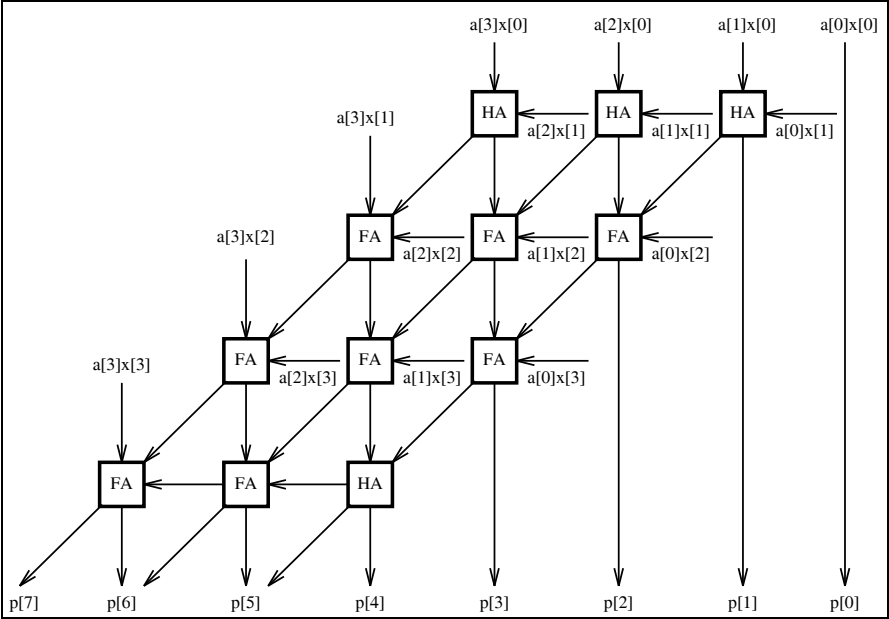 a[3]x[0] a[2]x[0] a[1]x[0] a[0]x[0]
HA HA HA
a[3]x[1] a[2]x[1] a[1]x[1] a[0]x[1]
a[3]x[2] FA FA FA
a[2]x[2] a[1]x[2] a[0]x[2]
FA FA FA
a[3]x[3] a[2]x[3] a[1]x[3] a[0]x[3]
FA FA HA
p[7] p[6] p[5] p[4] p[3] p[2] p[1] p[0]